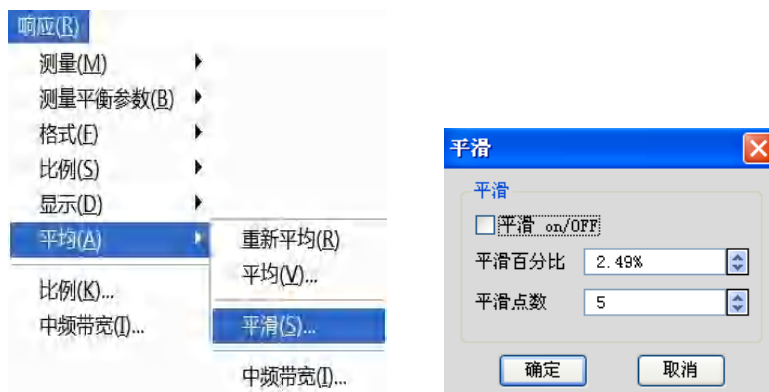 响应(R)
测量(M)
测量平衡参数(B)
格式(F)
比例(S)
显示(D)
平均(A)
比例(K)...
中频带宽(I)...
重新平均(R)
平均(V)...
平滑(S)...
中频带宽(I)...
平滑
平滑
平滑 on/OFF
平滑百分比 2.49%
平滑点数 5
确定 取消